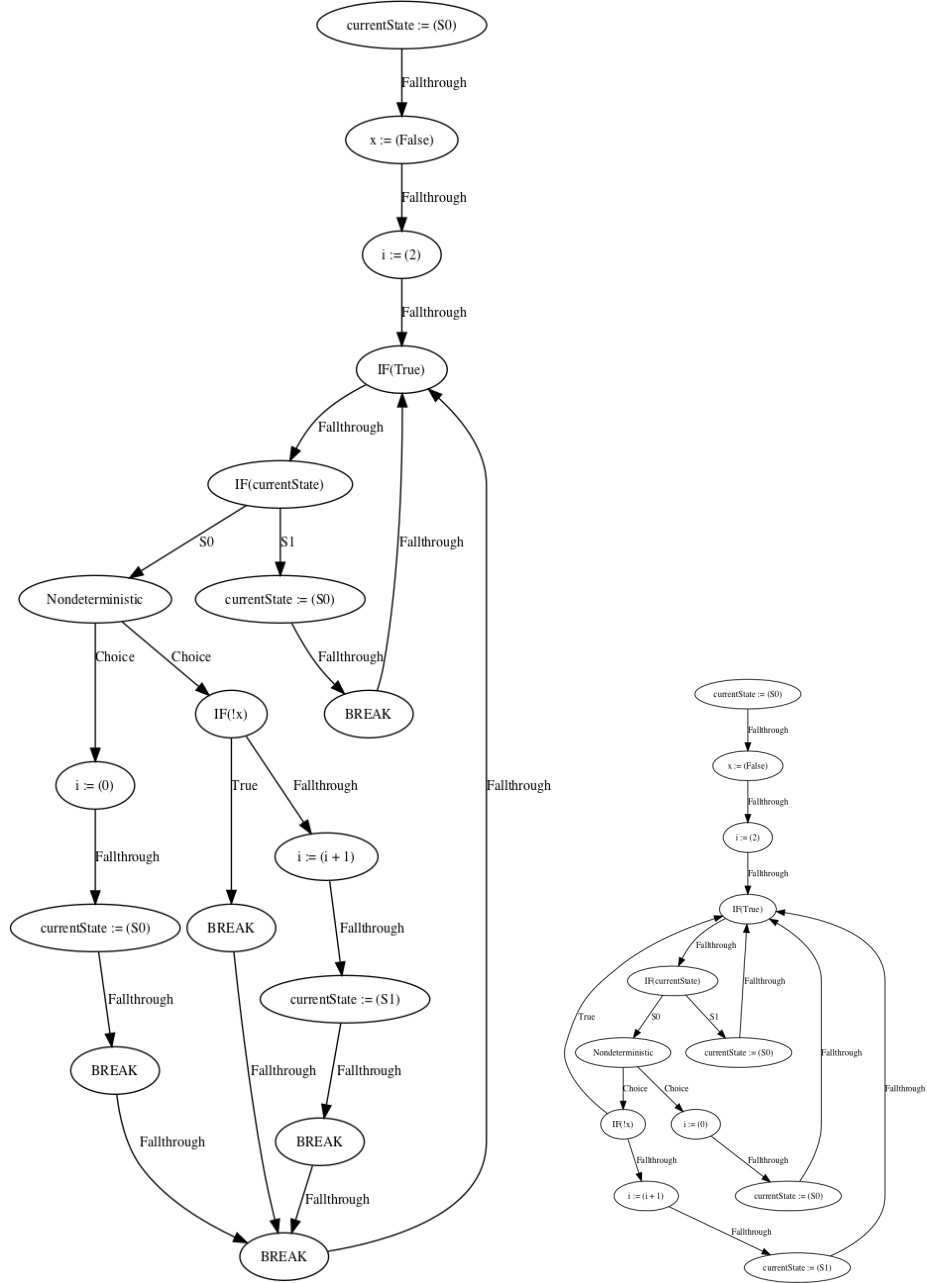 currentState := (S0)
Fallthrough
x := (False)
Fallthrough
i := (2)
Fallthrough
IF(True)
Fallthrough
IF(currentState)
S0
S1
Fallthrough
Nondeterministic
currentState := (S0)
Choice
Choice
Fallthrough
IF(!x)
BREAK
i := (0)
True
Fallthrough
Fallthrough
Fallthrough
i := (i + 1)
currentState := (S0)
BREAK
Fallthrough
Fallthrough
currentState := (S1)
BREAK
Fallthrough
Fallthrough
Fallthrough
BREAK
Fallthrough
BREAK
currentState := (S0)
Fallthrough
x := (False)
Fallthrough
i := (2)
Fallthrough
IF(True)
Fallthrough
IF(currentState)
Fallthrough
True
S0
S1
Nondeterministic
currentState := (S0)
Fallthrough
Choice
Choice
Fallthrough
IF(!x)
i := (0)
Fallthrough
Fallthrough
i := (i + 1)
currentState := (S0)
Fallthrough
currentState := (S1)